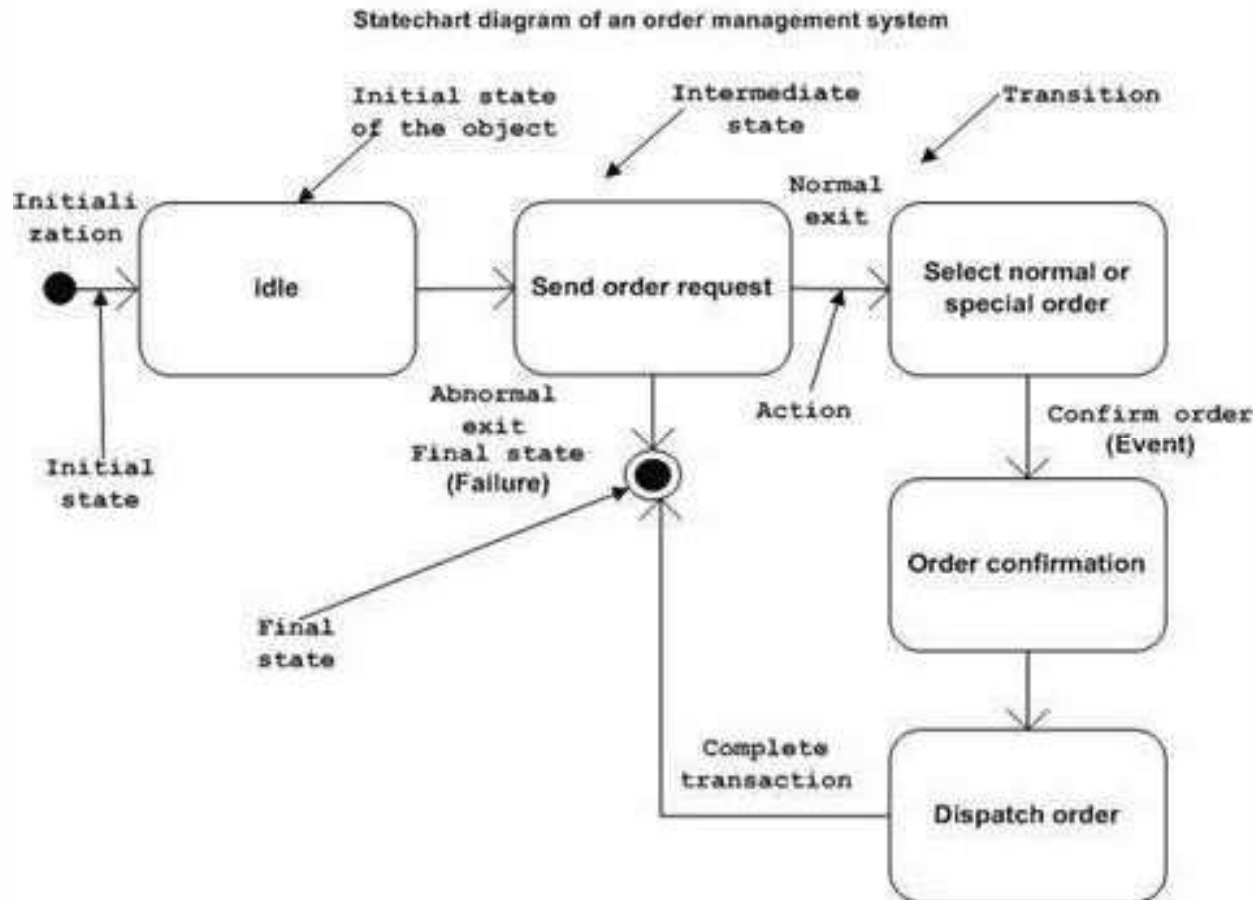 Statechart diagram of an order management system
Initial state
of the object
Intermediate
state
Transition
Initiali
zation
Normal
exit
idle
Send order request
Select normal or
special order
Abnormal
exit
Final state
(Failure)
Action
Confirm order
(Event)
Initial
state
Order confirmation
Final
state
Complete
transaction
Dispatch order